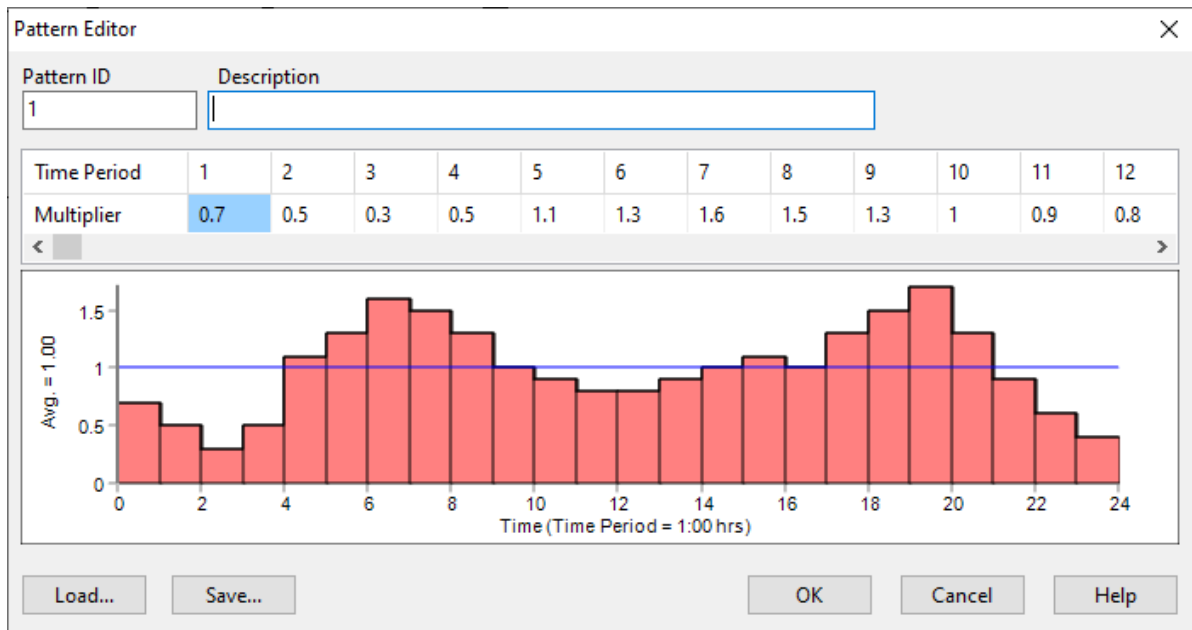 Pattern Editor
Pattern ID Description
1
Time Period 1 2 3 4 5 6 7 8 9 10 11 12
Multiplier 0.7 0.5 0.3 0.5 1.1 1.3 1.6 1.5 1.3 1 0.9 0.8
Avg. = 1.00
1.5
1
0.5
0
0 2 4 6 8 10 12 14 16 18 20 22 24
Time (Time Period = 1:00 hrs)
Load... Save... OK Cancel Help